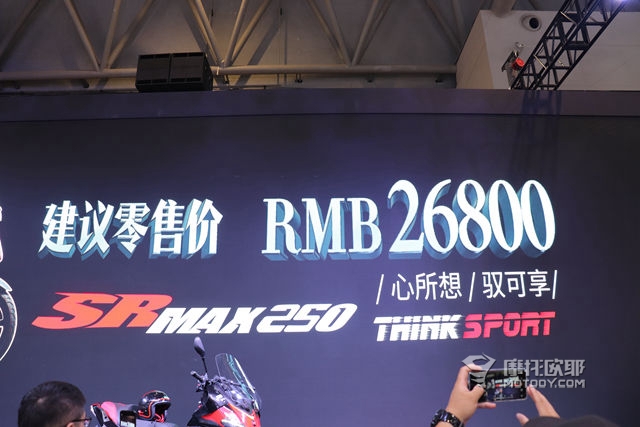 建议零售价 RMB 26800
/心所想/驭可享/
SRMAX250 THINK SPORT
摩托欧耶
MOTOOY.COM